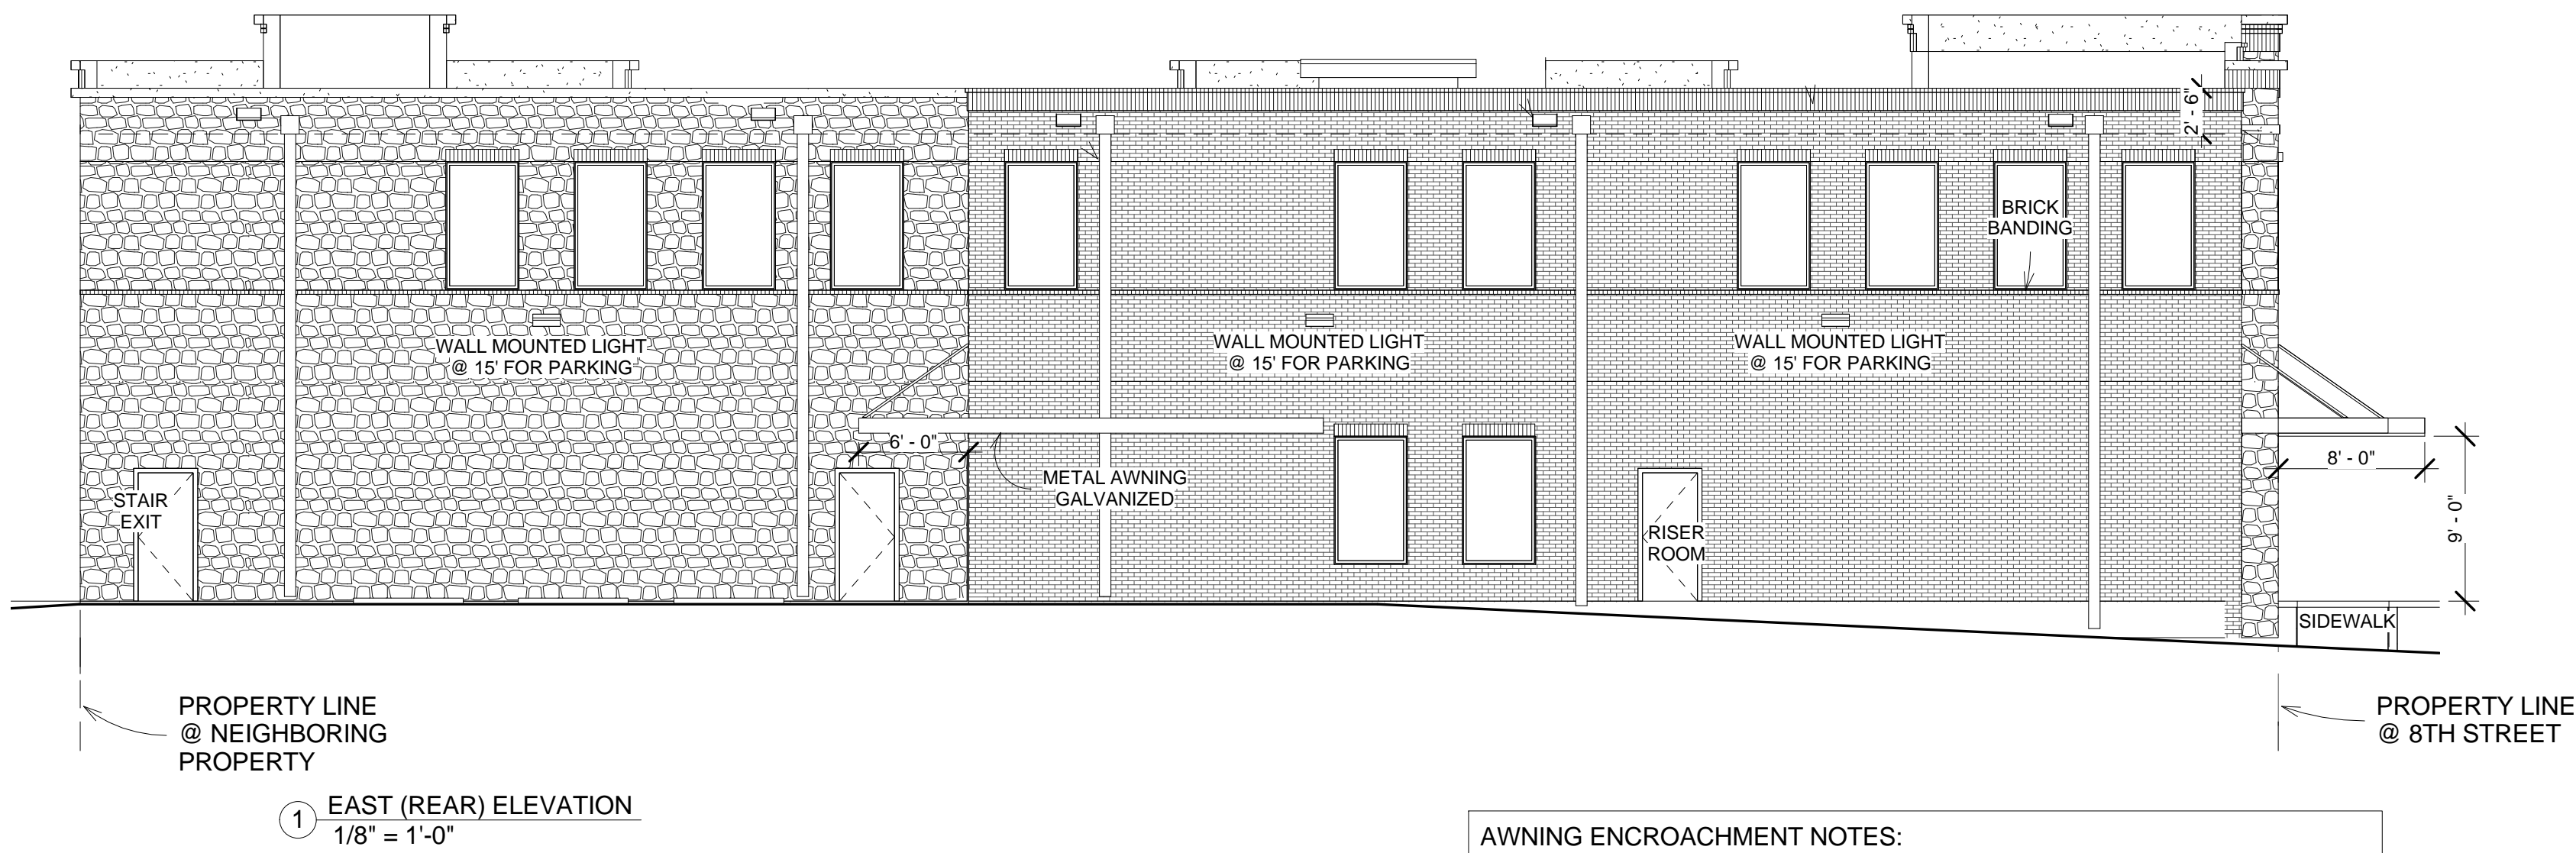 2' - 6"
BRICK
BANDING
WALL MOUNTED LIGHT
@ 15' FOR PARKING
WALL MOUNTED LIGHT
@ 15' FOR PARKING
WALL MOUNTED LIGHT
@ 15' FOR PARKING
6' - 0"
8' - 0"
METAL AWNING
GALVANIZED
STAIR
EXIT
RISER
ROOM
9' - 0"
SIDEWALK
PROPERTY LINE
@ NEIGHBORING
PROPERTY
PROPERTY LINE
@ 8TH STREET
1
EAST (REAR) ELEVATION
1/8" = 1'-0"
AWNING ENCROACHMENT NOTES: